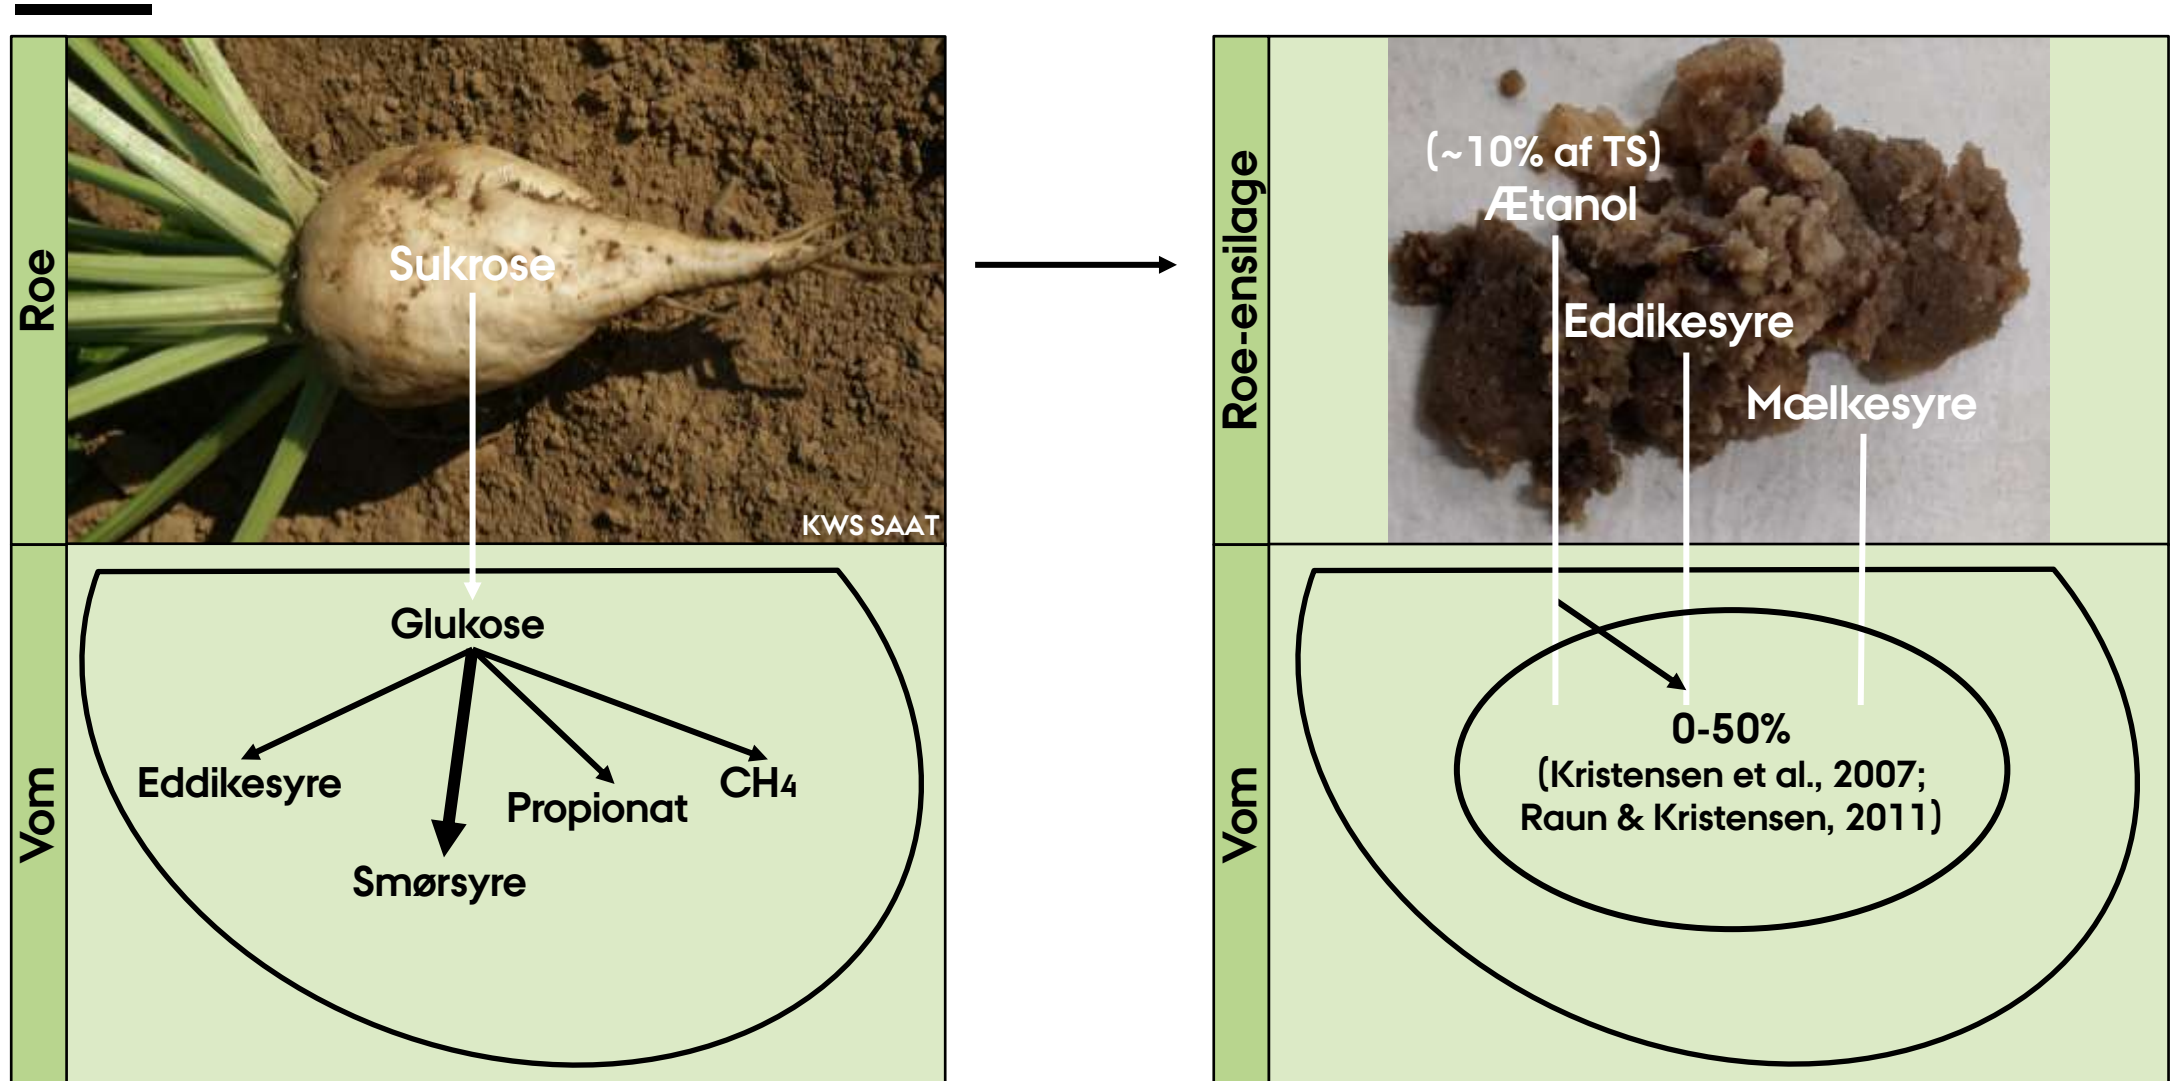 Roe
Sukrose
KWS SAAT
Vom
Glukose
Eddikesyre
Propionat
CH4
Smørsyre
Roe-ensilage
(~10% af TS)
Ætanol
Eddikesyre
Mælkesyre
Vom
0-50%
(Kristensen et al., 2007;
Raun & Kristensen, 2011)